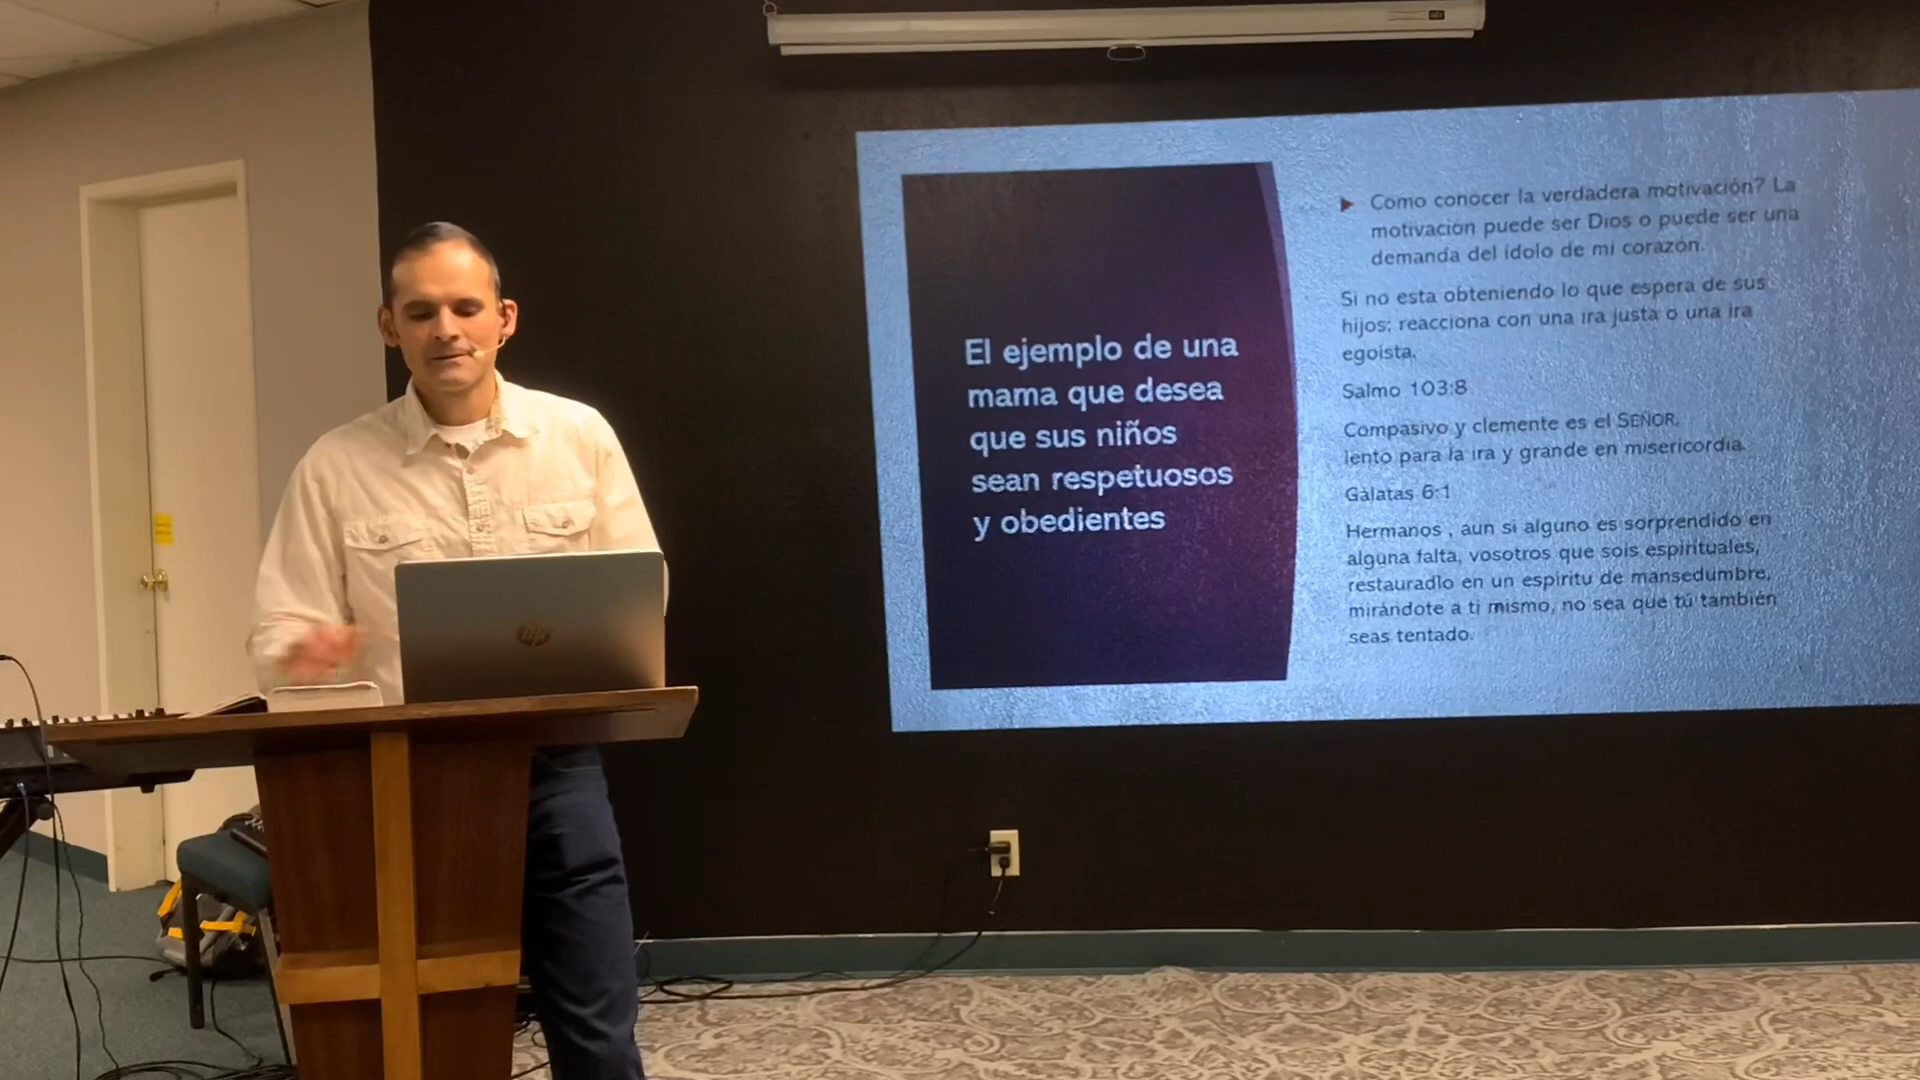 El ejemplo de una
mama que desea
que sus niños
sean respetuosos
y obedientes
Como conocer la verdadera motivación? La
motivación puede ser Dios o puede ser una
demanda del ídolo de mi corazón.
Si no esta obteniendo lo que espera de sus
hijos; reacciona con una ira justa o una ira
egoísta.
Salmo 103:8
Compasivo y clemente es el SEÑOR,
lento para la ira y grande en misericordia.
Gálatas 6:1
Hermanos , aun si alguno es sorprendido en
alguna falta, vosotros que sois espirituales,
restauradlo en un espíritu de mansedumbre,
mirándote a ti mismo, no sea que tú también
seas tentado.
hp